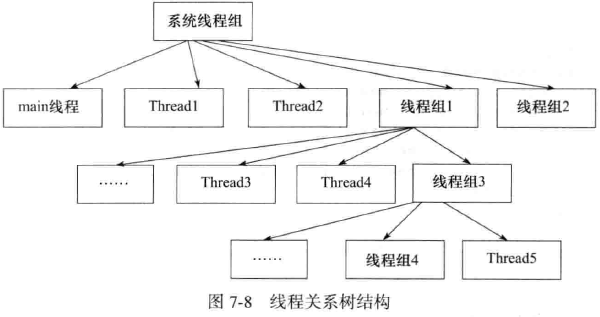 系统线程组
main线程
Thread1
Thread2
线程组1
线程组2
……
Thread3
Thread4
线程组3
……
线程组4
Thread5
图 7-8 线程关系树结构